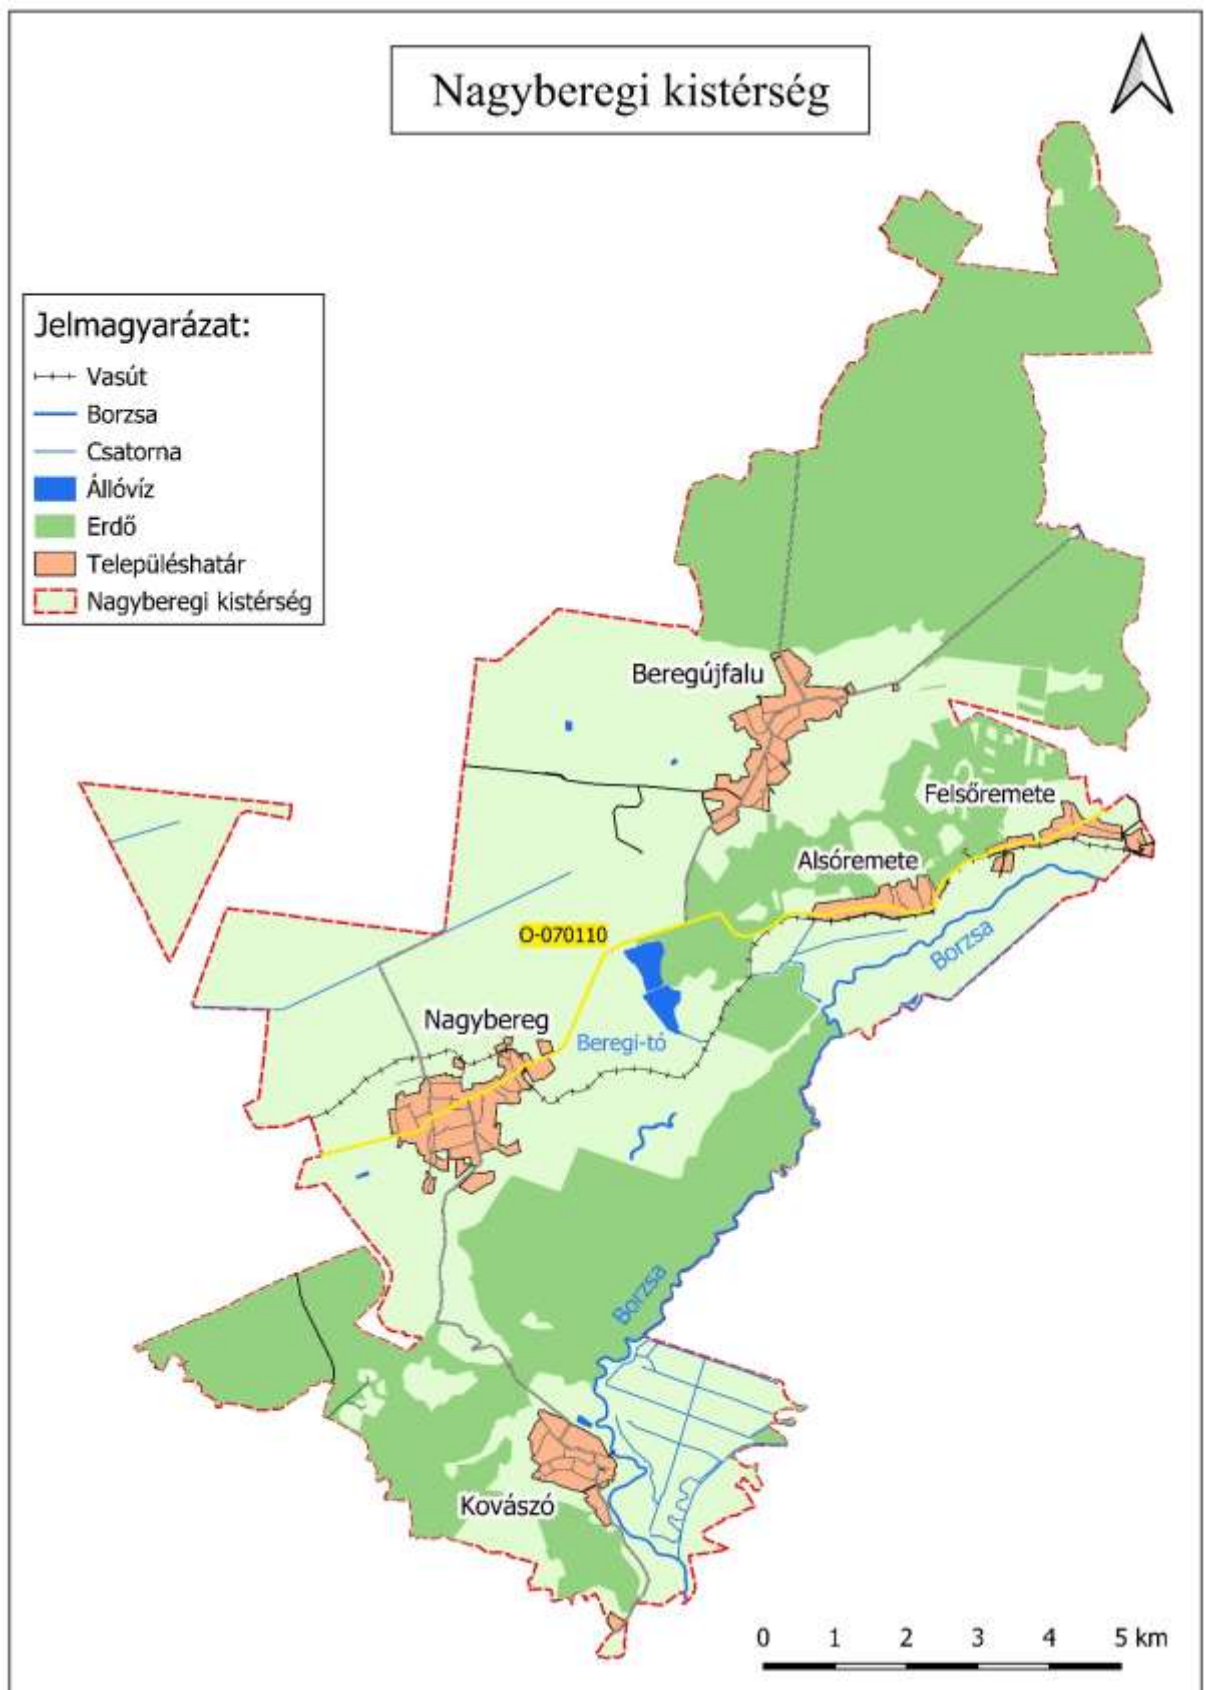 Nagyberegi kistérség
Jelmagyarázat:
Vasút
Borzsa
Csatorna
Állóvíz
Erdő
Településhatár
Nagyberegi kistérség
Beregújfalu
Felsőremete
Alsóremete
O-070110
Borzsa
Nagybereg
Beregi-tó
Borzsa
Kovászó
0 1 2 3 4 5 km